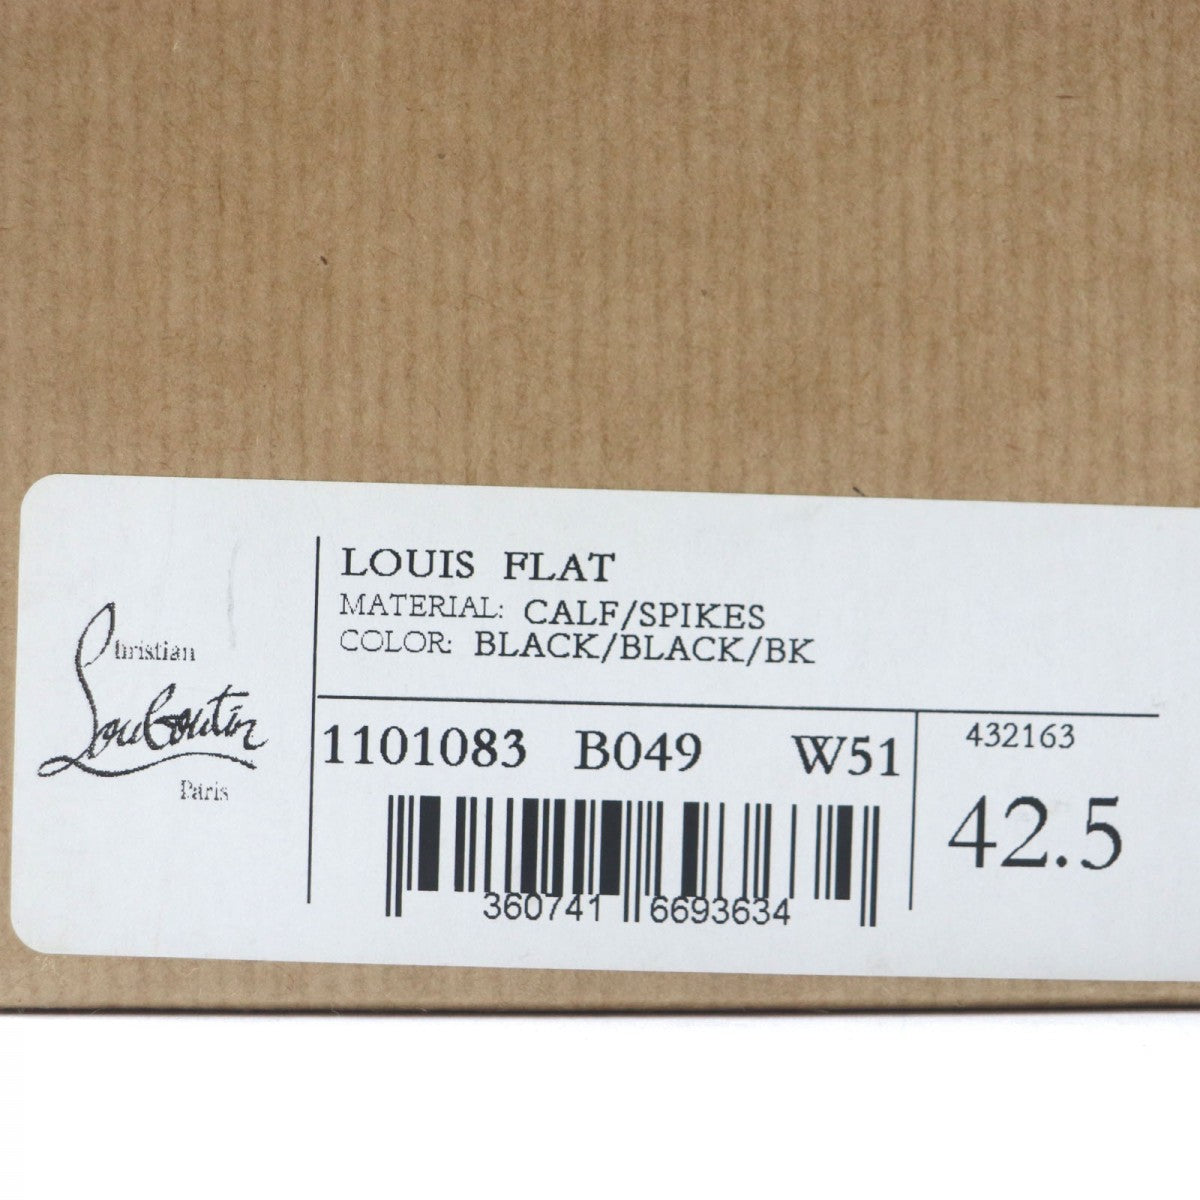 Christian
Louboutin
Paris
LOUIS FLAT
MATERIAL: CALF/SPIKES
COLOR: BLACK/BLACK/BK
1101083 B049 W51
432163
42.5
360741 6693634